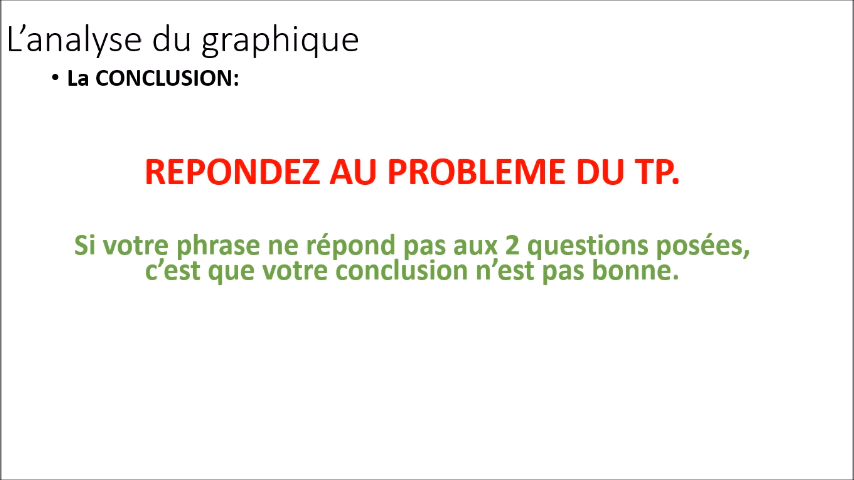 L’analyse du graphique
• La CONCLUSION:
REPONDEZ AU PROBLEME DU TP.
Si votre phrase ne répond pas aux 2 questions posées,
c’est que votre conclusion n’est pas bonne.